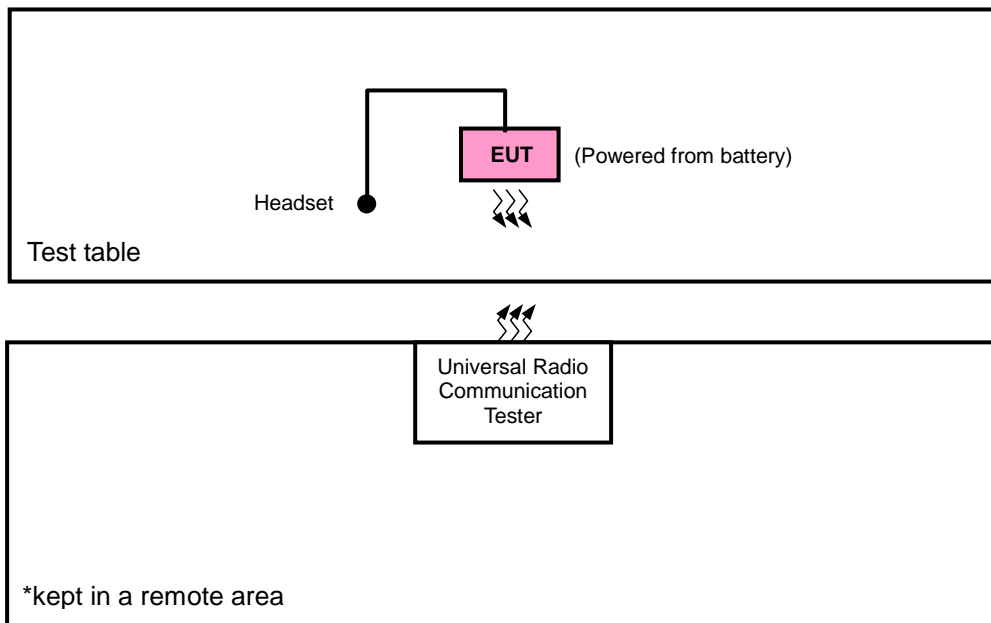 EUT
(Powered from battery)
Headset
Test table
Universal Radio
Communication
Tester
*kept in a remote area